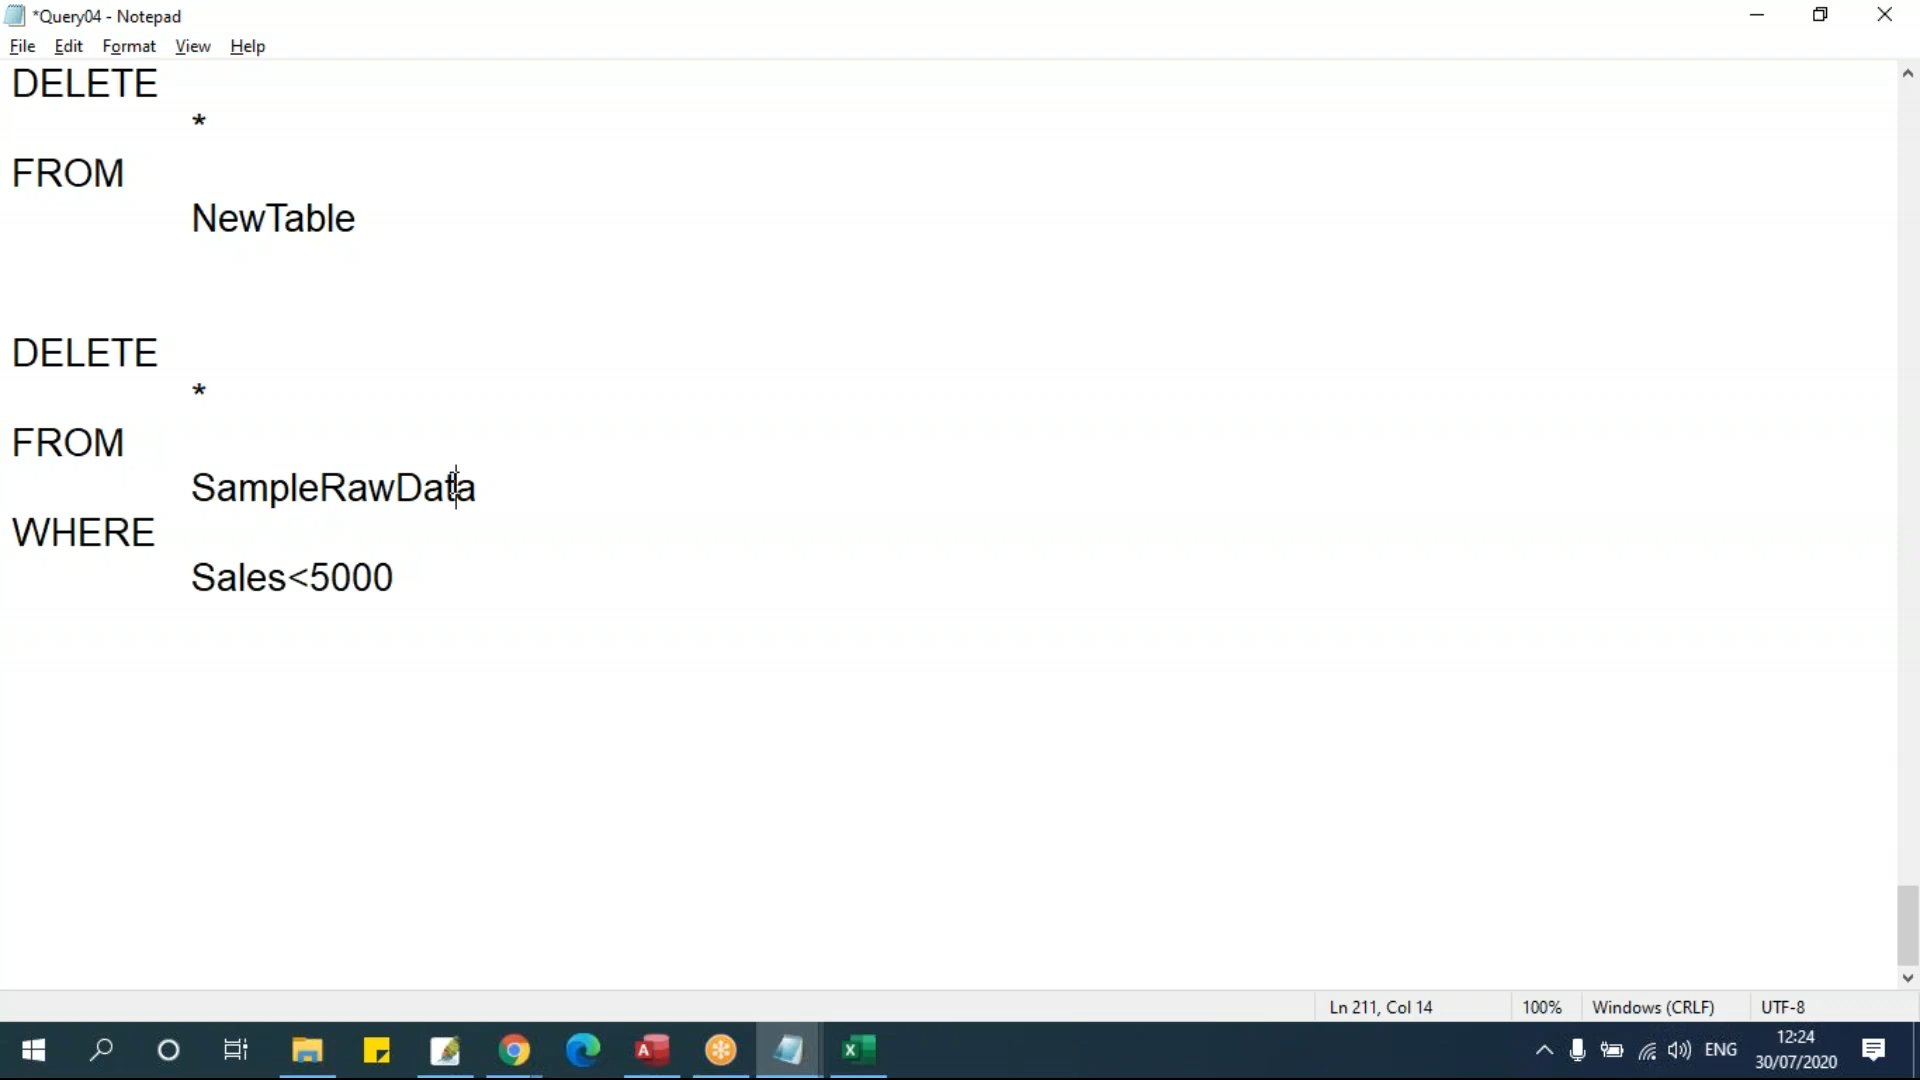 *Query04 - Notepad
File Edit Format View Help
DELETE
*
FROM
NewTable
DELETE
*
FROM
SampleRawData
WHERE
Sales<5000
Ln 211, Col 14 100% Windows (CRLF) UTF-8
ENG
12:24
30/07/2020